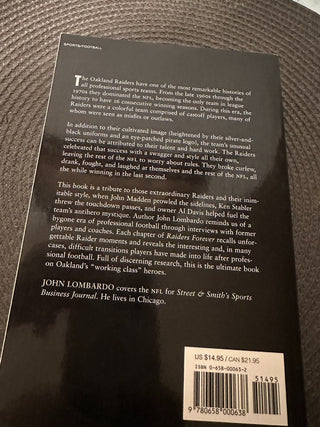 SPORTS/FOOTBALL
The Oakland Raiders have one of the most remarkable histories of
all professional sports teams. From the late 1960s through the
1970s they dominated the NFL, becoming the only team in league
history to have 16 consecutive winning seasons. During this era, the
Raiders were a colorful team comprised of castoff players, many of
whom were seen as misfits or outlaws.
In addition to their cultivated image (heightened by their silver-and-
black uniforms and an eye-patched pirate logo), the team's unusual
success can be attributed to their talent and hard work. The Raiders
celebrated that success with a swagger and style all their own,
leaving the rest of the NFL to worry about rules. They broke curfew,
drank, fought, and laughed at themselves and the rest of the NFL, all
the while winning in the last second.
This book is a tribute to those extraordinary Raiders and their inim-
itable style, when John Madden prowled the sidelines, Ken Stabler
threw the touchdown passes, and owner Al Davis helped fuel the
team's antihero mystique. Author John Lombardo reminds us of a
bygone era of professional football through interviews with former
players and coaches. Each chapter of Raiders Forever recalls unfor-
gettable Raider moments and reveals the interesting and, in many
cases, difficult transitions players have made into life after profes-
sional football. Full of discerning research, this is the ultimate book
on Oakland's "working class" heroes.
JOHN LOMBARDO covers the NFL for Street & Smith's Sports
Business Journal. He lives in Chicago.
US $14.95 / CAN $21.95
ISBN 0-658-00063-2
51495
9 780658 000638